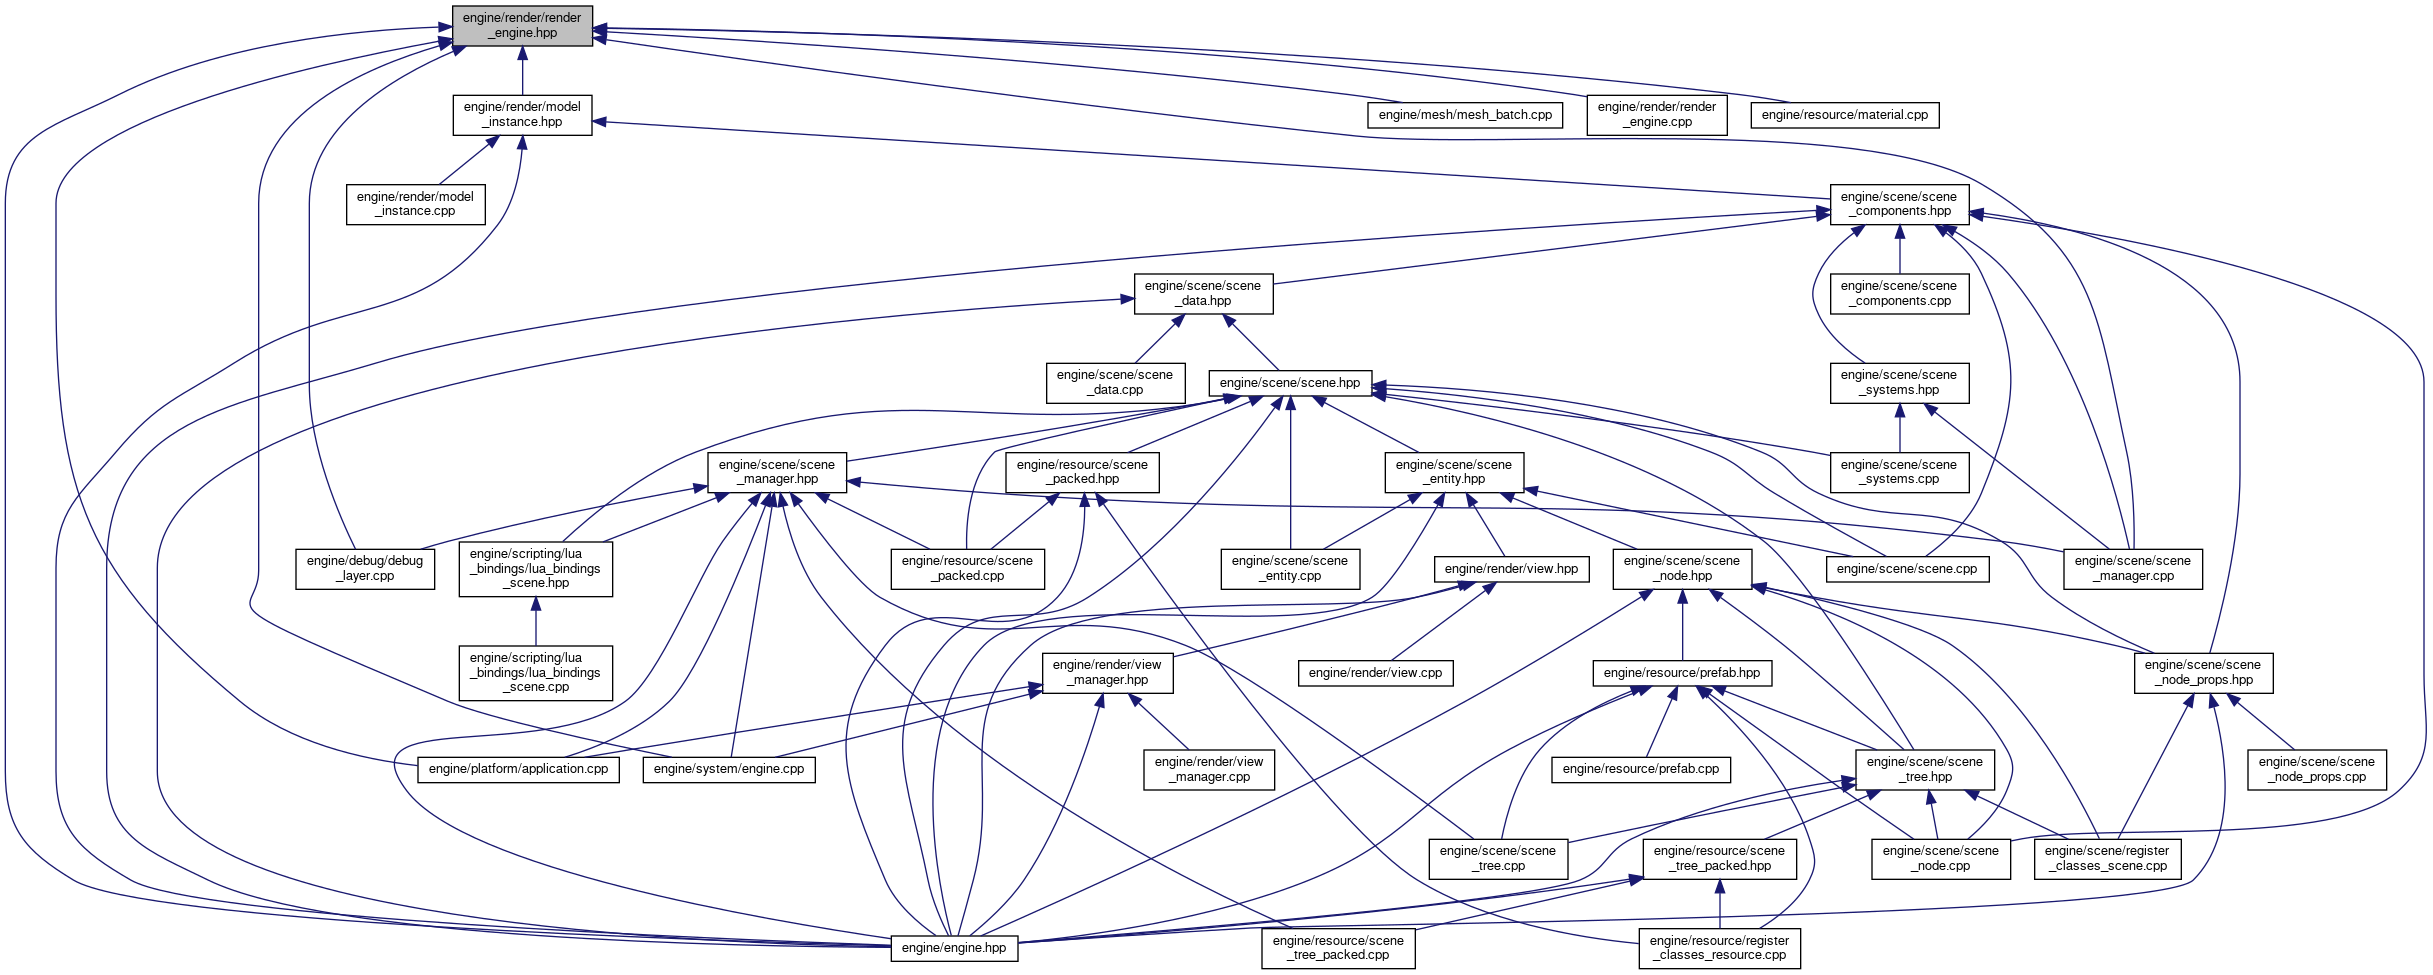 engine/render/render
_engine.hpp
engine/render/model
_instance.hpp
engine/mesh/mesh_batch.cpp
engine/render/render
_engine.cpp
engine/resource/material.cpp
engine/render/model
_instance.cpp
engine/scene/scene
_components.hpp
engine/scene/scene
_data.hpp
engine/scene/scene
_components.cpp
engine/scene/scene
_data.cpp
engine/scene/scene.hpp
engine/scene/scene
_systems.hpp
engine/scene/scene
_manager.hpp
engine/resource/scene
_packed.hpp
engine/scene/scene
_entity.hpp
engine/scene/scene
_systems.cpp
engine/debug/debug
_layer.cpp
engine/scripting/lua
_bindings/lua_bindings
_scene.hpp
engine/resource/scene
_packed.cpp
engine/scene/scene
_entity.cpp
engine/render/view.hpp
engine/scene/scene
_node.hpp
engine/scene/scene.cpp
engine/scene/scene
_manager.cpp
engine/scripting/lua
_bindings/lua_bindings
_scene.cpp
engine/render/view
_manager.hpp
engine/render/view.cpp
engine/resource/prefab.hpp
engine/scene/scene
_node_props.hpp
engine/platform/application.cpp
engine/system/engine.cpp
engine/render/view
_manager.cpp
engine/resource/prefab.cpp
engine/scene/scene
_tree.hpp
engine/scene/scene
_node_props.cpp
engine/scene/scene
_tree.cpp
engine/resource/scene
_tree_packed.hpp
engine/scene/scene
_node.cpp
engine/scene/register
_classes_scene.cpp
engine/engine.hpp
engine/resource/scene
_tree_packed.cpp
engine/resource/register
_classes_resource.cpp